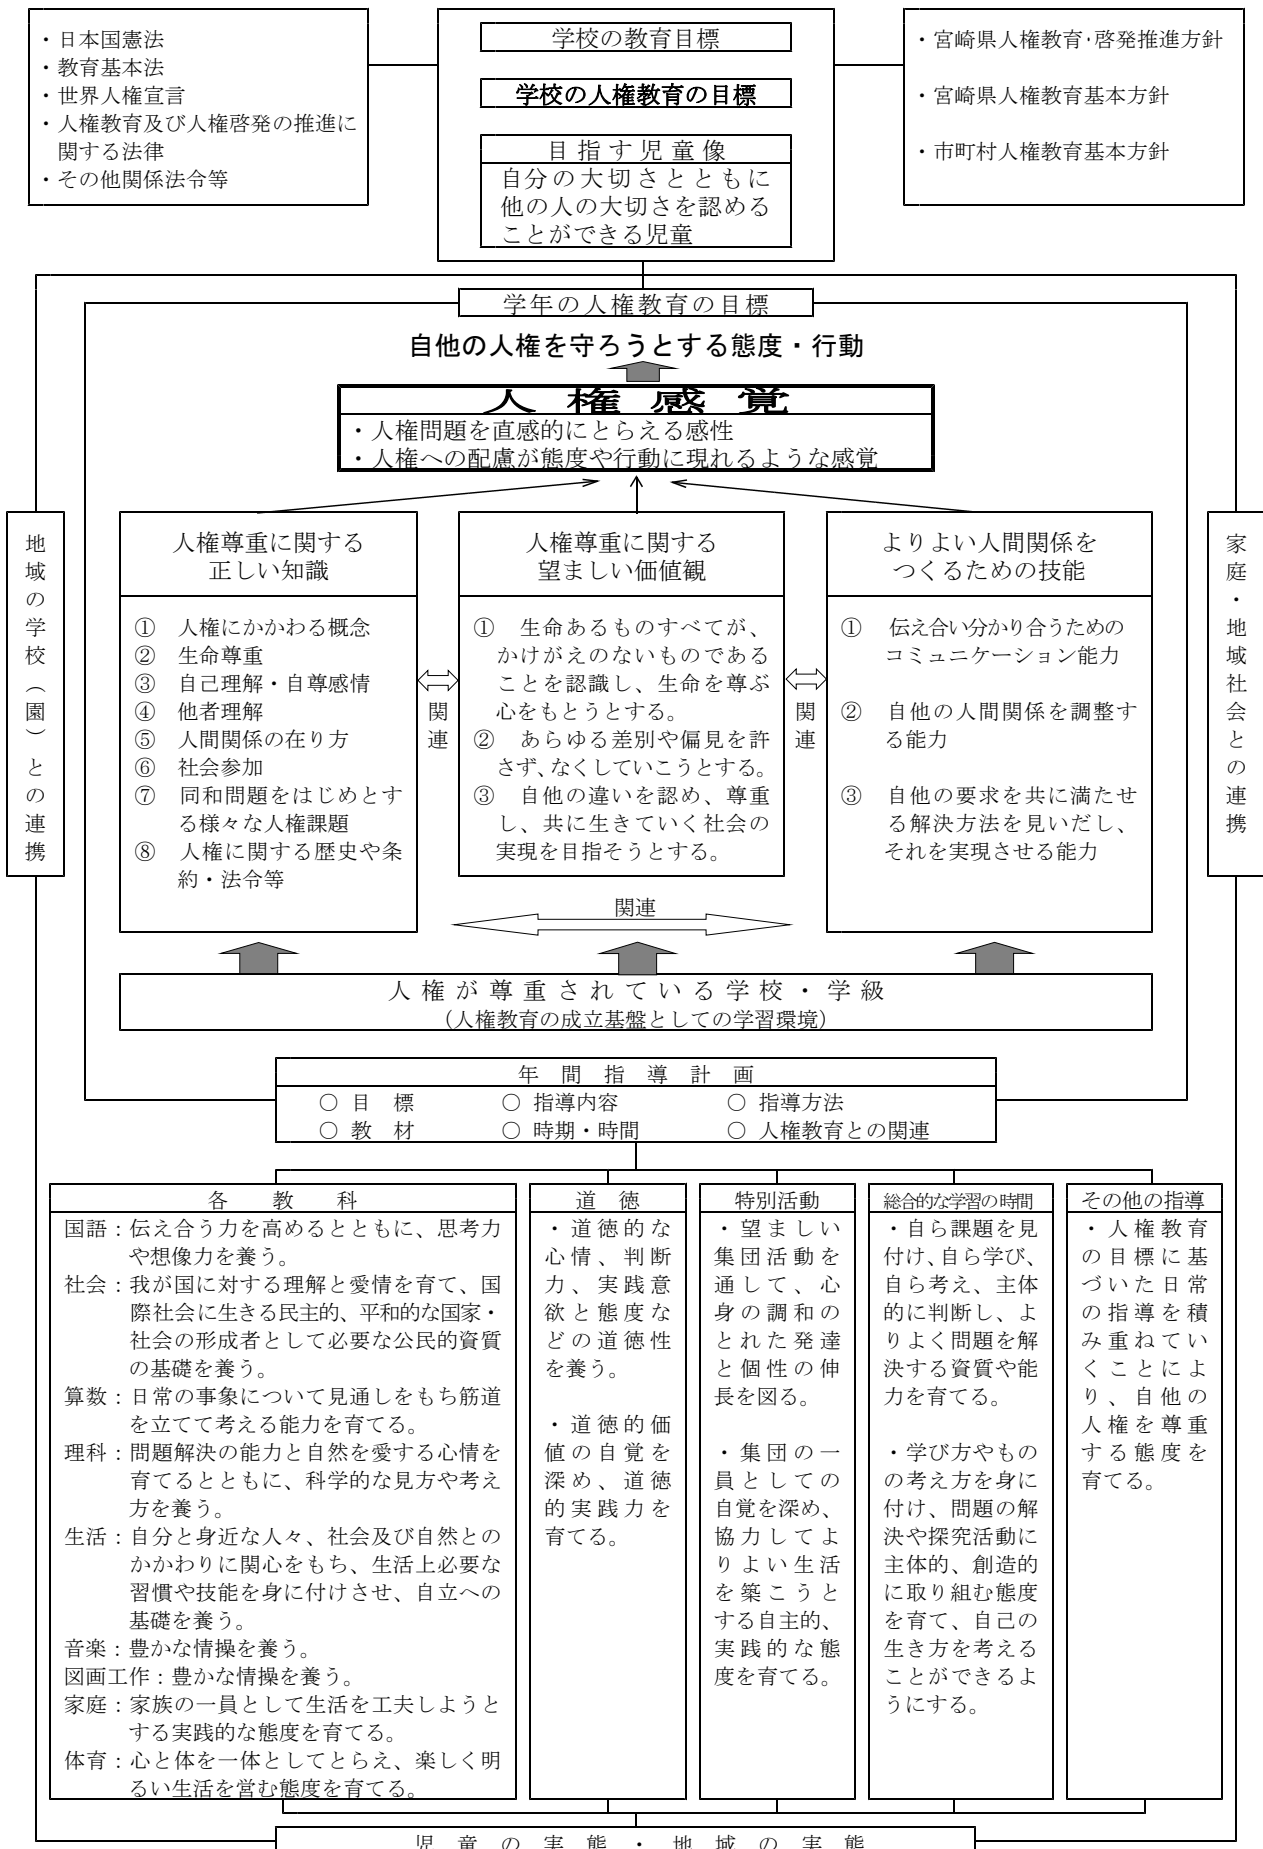 ・日本国憲法
・教育基本法
・世界人権宣言
・人権教育及び人権啓発の推進に
関する法律
・その他関係法令等
学校の教育目標
学校の人権教育の目標
目指す児童像
自分の大切さとともに
他の人の大切さを認める
ことができる児童
・宮崎県人権教育・啓発推進方針
・宮崎県人権教育基本方針
・市町村人権教育基本方針
学年の人権教育の目標
自他の人権を守ろうとする態度・行動
人権感覚
・人権問題を直感的にとらえる感性
・人権への配慮が態度や行動に現れるような感覚
地域の学校（園）との連携
人権尊重に関する
正しい知識
① 人権にかかわる概念
② 生命尊重
③ 自己理解・自尊感情
④ 他者理解
⑤ 人間関係の在り方
⑥ 社会参加
⑦ 同和問題をはじめとす
る様々な人権課題
⑧ 人権に関する歴史や条
約・法令等
関連
人権尊重に関する
望ましい価値観
① 生命あるものすべてが、
かけがえのないものである
ことを認識し、生命を尊ぶ
心をもとうとする。
② あらゆる差別や偏見を許
さず、なくしていこうとする。
③ 自他の違いを認め、尊重
し、共に生きていく社会の
実現を目指そうとする。
関連
よりよい人間関係を
つくるための技能
① 伝え合い分かり合うための
コミュニケーション能力
② 自他の人間関係を調整す
る能力
③ 自他の要求を共に満たせ
る解決方法を見いだし、
それを実現させる能力
家庭・地域社会との連携
関連
人権が尊重されている学校・学級
（人権教育の成立基盤としての学習環境）
年間指導計画
○ 目標 ○ 指導内容 ○ 指導方法
○ 教材 ○ 時期・時間 ○ 人権教育との関連
各教科
国語：伝え合う力を高めるとともに、思考力
や想像力を養う。
社会：我が国に対する理解と愛情を育て、国
際社会に生きる民主的、平和的な国家・
社会の形成者として必要な公民的資質
の基礎を養う。
算数：日常の事象について見通しをもち筋道
を立てて考える能力を育てる。
理科：問題解決の能力と自然を愛する心情を
育てるとともに、科学的な見方や考え
方を養う。
生活：自分と身近な人々、社会及び自然との
かかわりに関心をもち、生活上必要な
習慣や技能を身に付けさせ、自立への
基礎を養う。
音楽：豊かな情操を養う。
図画工作：豊かな情操を養う。
家庭：家族の一員として生活を工夫しようと
する実践的な態度を育てる。
体育：心と体を一体としてとらえ、楽しく明
るい生活を営む態度を育てる。
道徳
・道徳的な
心情、判断
力、実践意
欲と態度な
どの道徳性
を養う。
・道徳的価
値の自覚を
深め、道徳
的実践力を
育てる。
特別活動
・望ましい
集団活動を
通して、心
身の調和の
とれた発達
と個性の伸
長を図る。
・集団の一
員としての
自覚を深め、
協力してよ
りよい生活
を築こうと
する自主的、
実践的な態
度を育てる。
総合的な学習の時間
・自ら課題を見
付け、自ら学び、
自ら考え、主体
的に判断し、よ
りよく問題を解
決する資質や能
力を育てる。
・学び方やもの
の考え方を身に
付け、問題の解
決や探究活動に
主体的、創造的
に取り組む態度
を育て、自己の
生き方を考える
ことができるよ
うにする。
その他の指導
・人権教育
の目標に基
づいた日常
の指導を積
み重ねてい
くことによ
り、自他の
人権を尊重
する態度を
育てる。
児童の実態・地域の実態